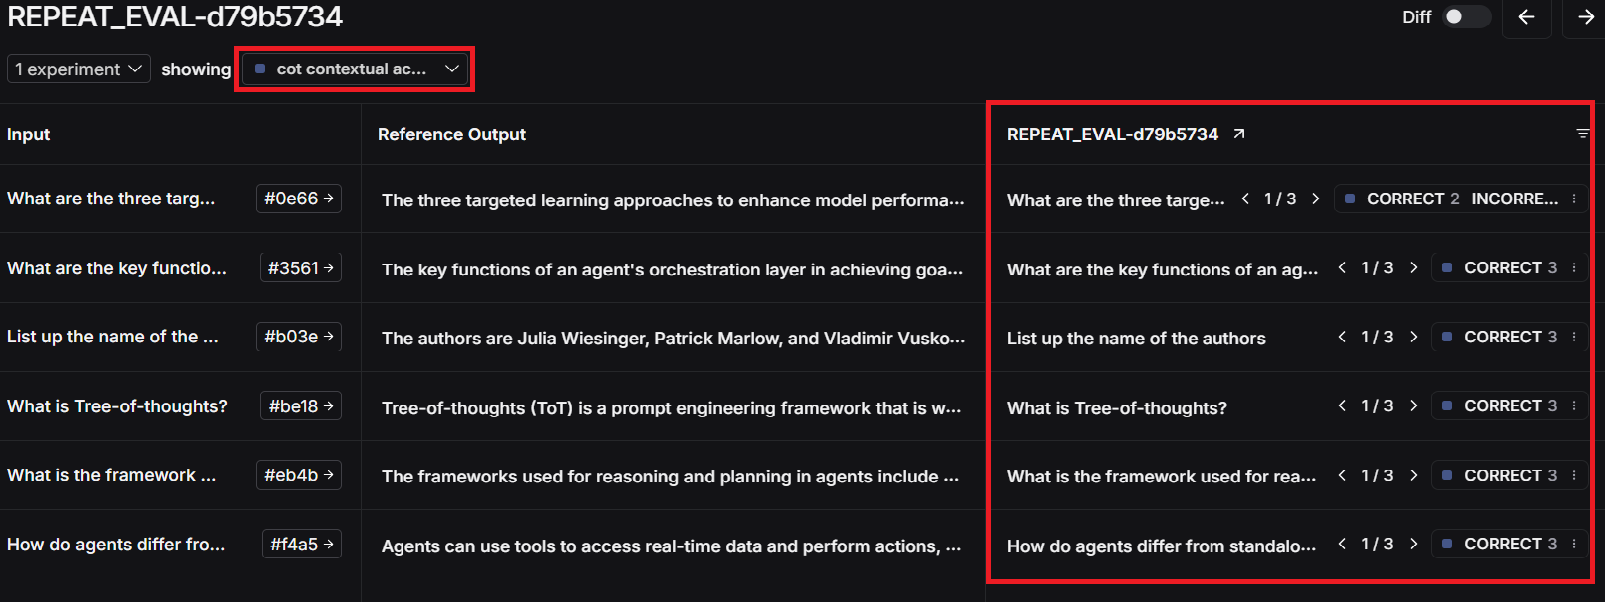 REPEAT_EVAL-d79b5734
Diff
1 experiment showing cot contextual ac...
Input Reference Output REPEAT_EVAL-d79b5734
What are the three targ... #0e66 The three targeted learning approaches to enhance model performa... What are the three targe... 1 / 3 CORRECT 2 INCORRE...
What are the key functio... #3561 The key functions of an agent's orchestration layer in achieving goa... What are the key functions of an ag... 1 / 3 CORRECT 3
List up the name of the ... #b03e The authors are Julia Wiesinger, Patrick Marlow, and Vladimir Vusko... List up the name of the authors 1 / 3 CORRECT 3
What is Tree-of-thoughts? #be18 Tree-of-thoughts (ToT) is a prompt engineering framework that is w... What is Tree-of-thoughts? 1 / 3 CORRECT 3
What is the framework ... #eb4b The frameworks used for reasoning and planning in agents include ... What is the framework used for rea... 1 / 3 CORRECT 3
How do agents differ fro... #f4a5 Agents can use tools to access real-time data and perform actions, ... How do agents differ from standalo... 1 / 3 CORRECT 3